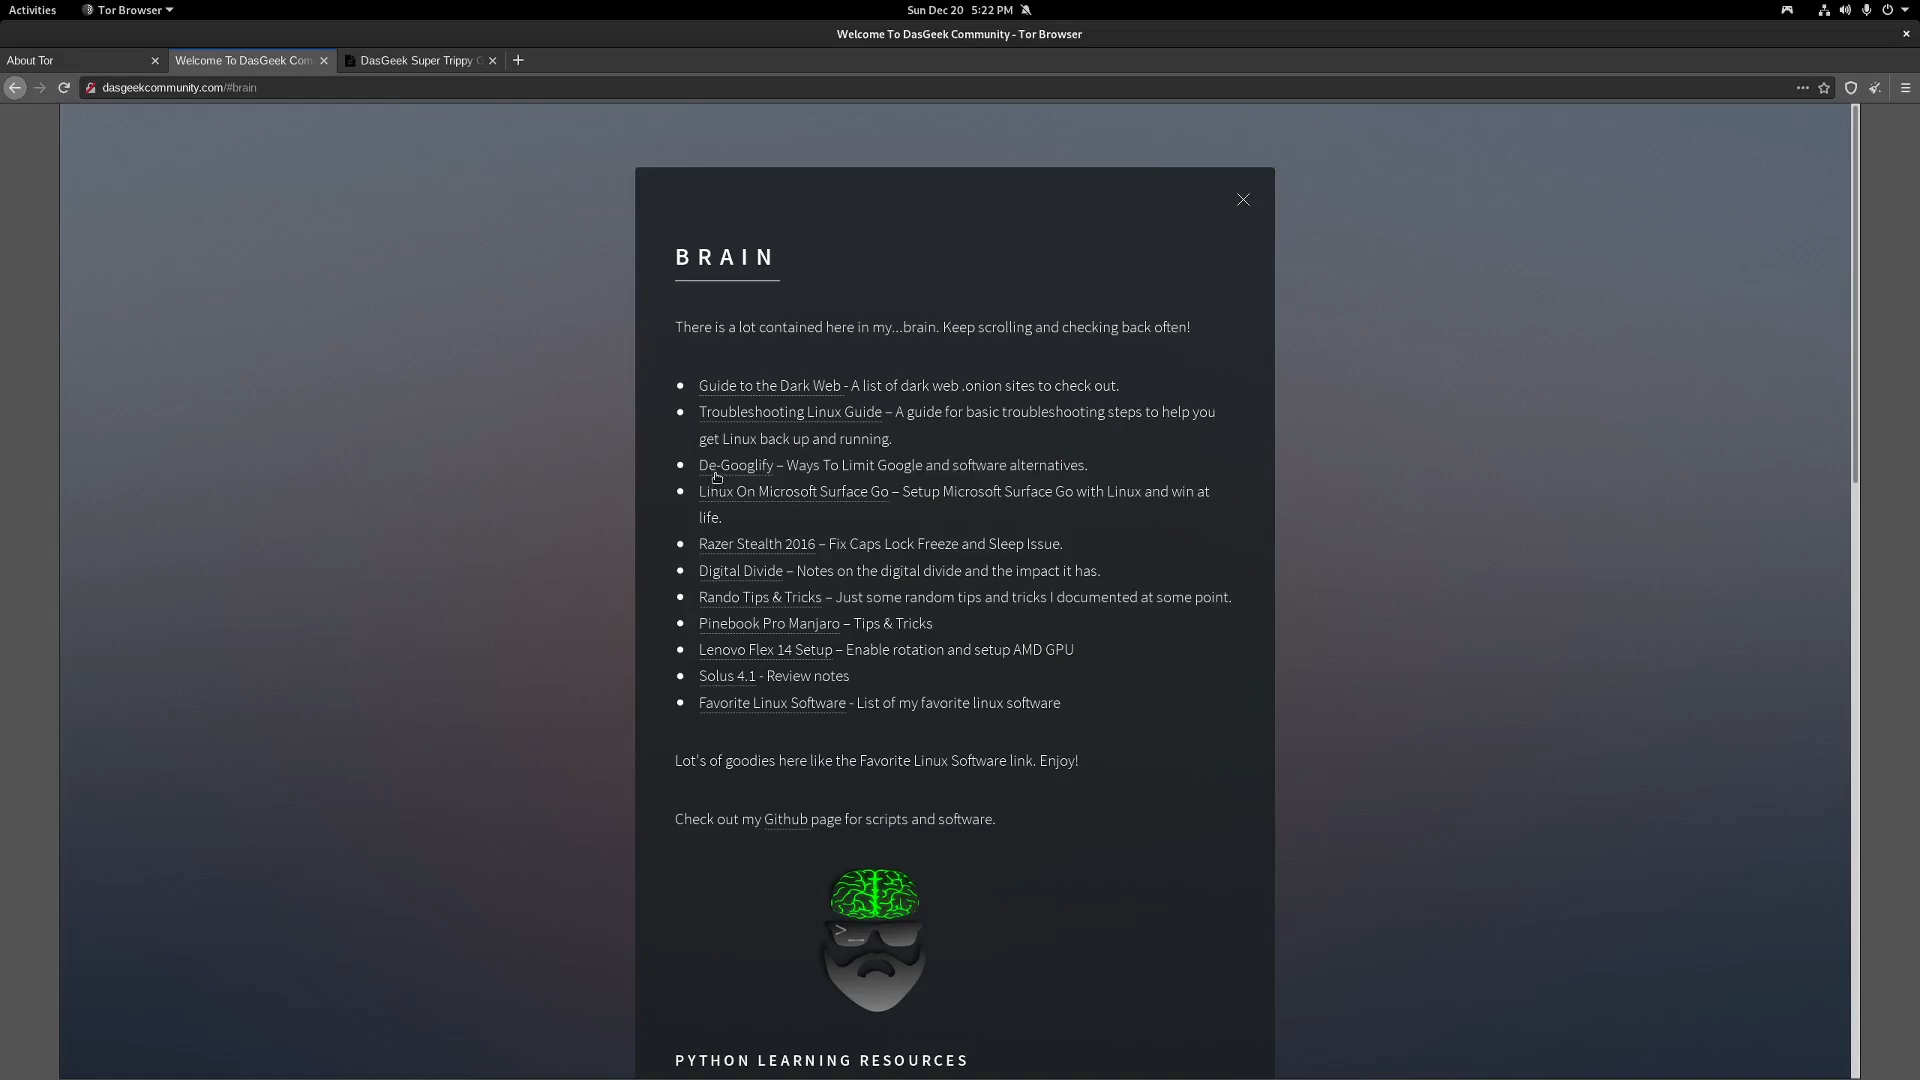 Activities
Tor Browser
Sun Dec 20 5:22 PM
Welcome To DasGeek Community - Tor Browser
About Tor
Welcome To DasGeek Com
DasGeek Super Trippy G
dasgeekcommunity.com/#brain
BRAIN
There is a lot contained here in my...brain. Keep scrolling and checking back often!
Guide to the Dark Web - A list of dark web .onion sites to check out.
Troubleshooting Linux Guide – A guide for basic troubleshooting steps to help you
get Linux back up and running.
De-Googlify – Ways To Limit Google and software alternatives.
Linux On Microsoft Surface Go – Setup Microsoft Surface Go with Linux and win at
life.
Razer Stealth 2016 – Fix Caps Lock Freeze and Sleep Issue.
Digital Divide – Notes on the digital divide and the impact it has.
Rando Tips & Tricks – Just some random tips and tricks I documented at some point.
Pinebook Pro Manjaro – Tips & Tricks
Lenovo Flex 14 Setup – Enable rotation and setup AMD GPU
Solus 4.1 - Review notes
Favorite Linux Software - List of my favorite linux software
Lot's of goodies here like the Favorite Linux Software link. Enjoy!
Check out my Github page for scripts and software.
>_
PYTHON LEARNING RESOURCES